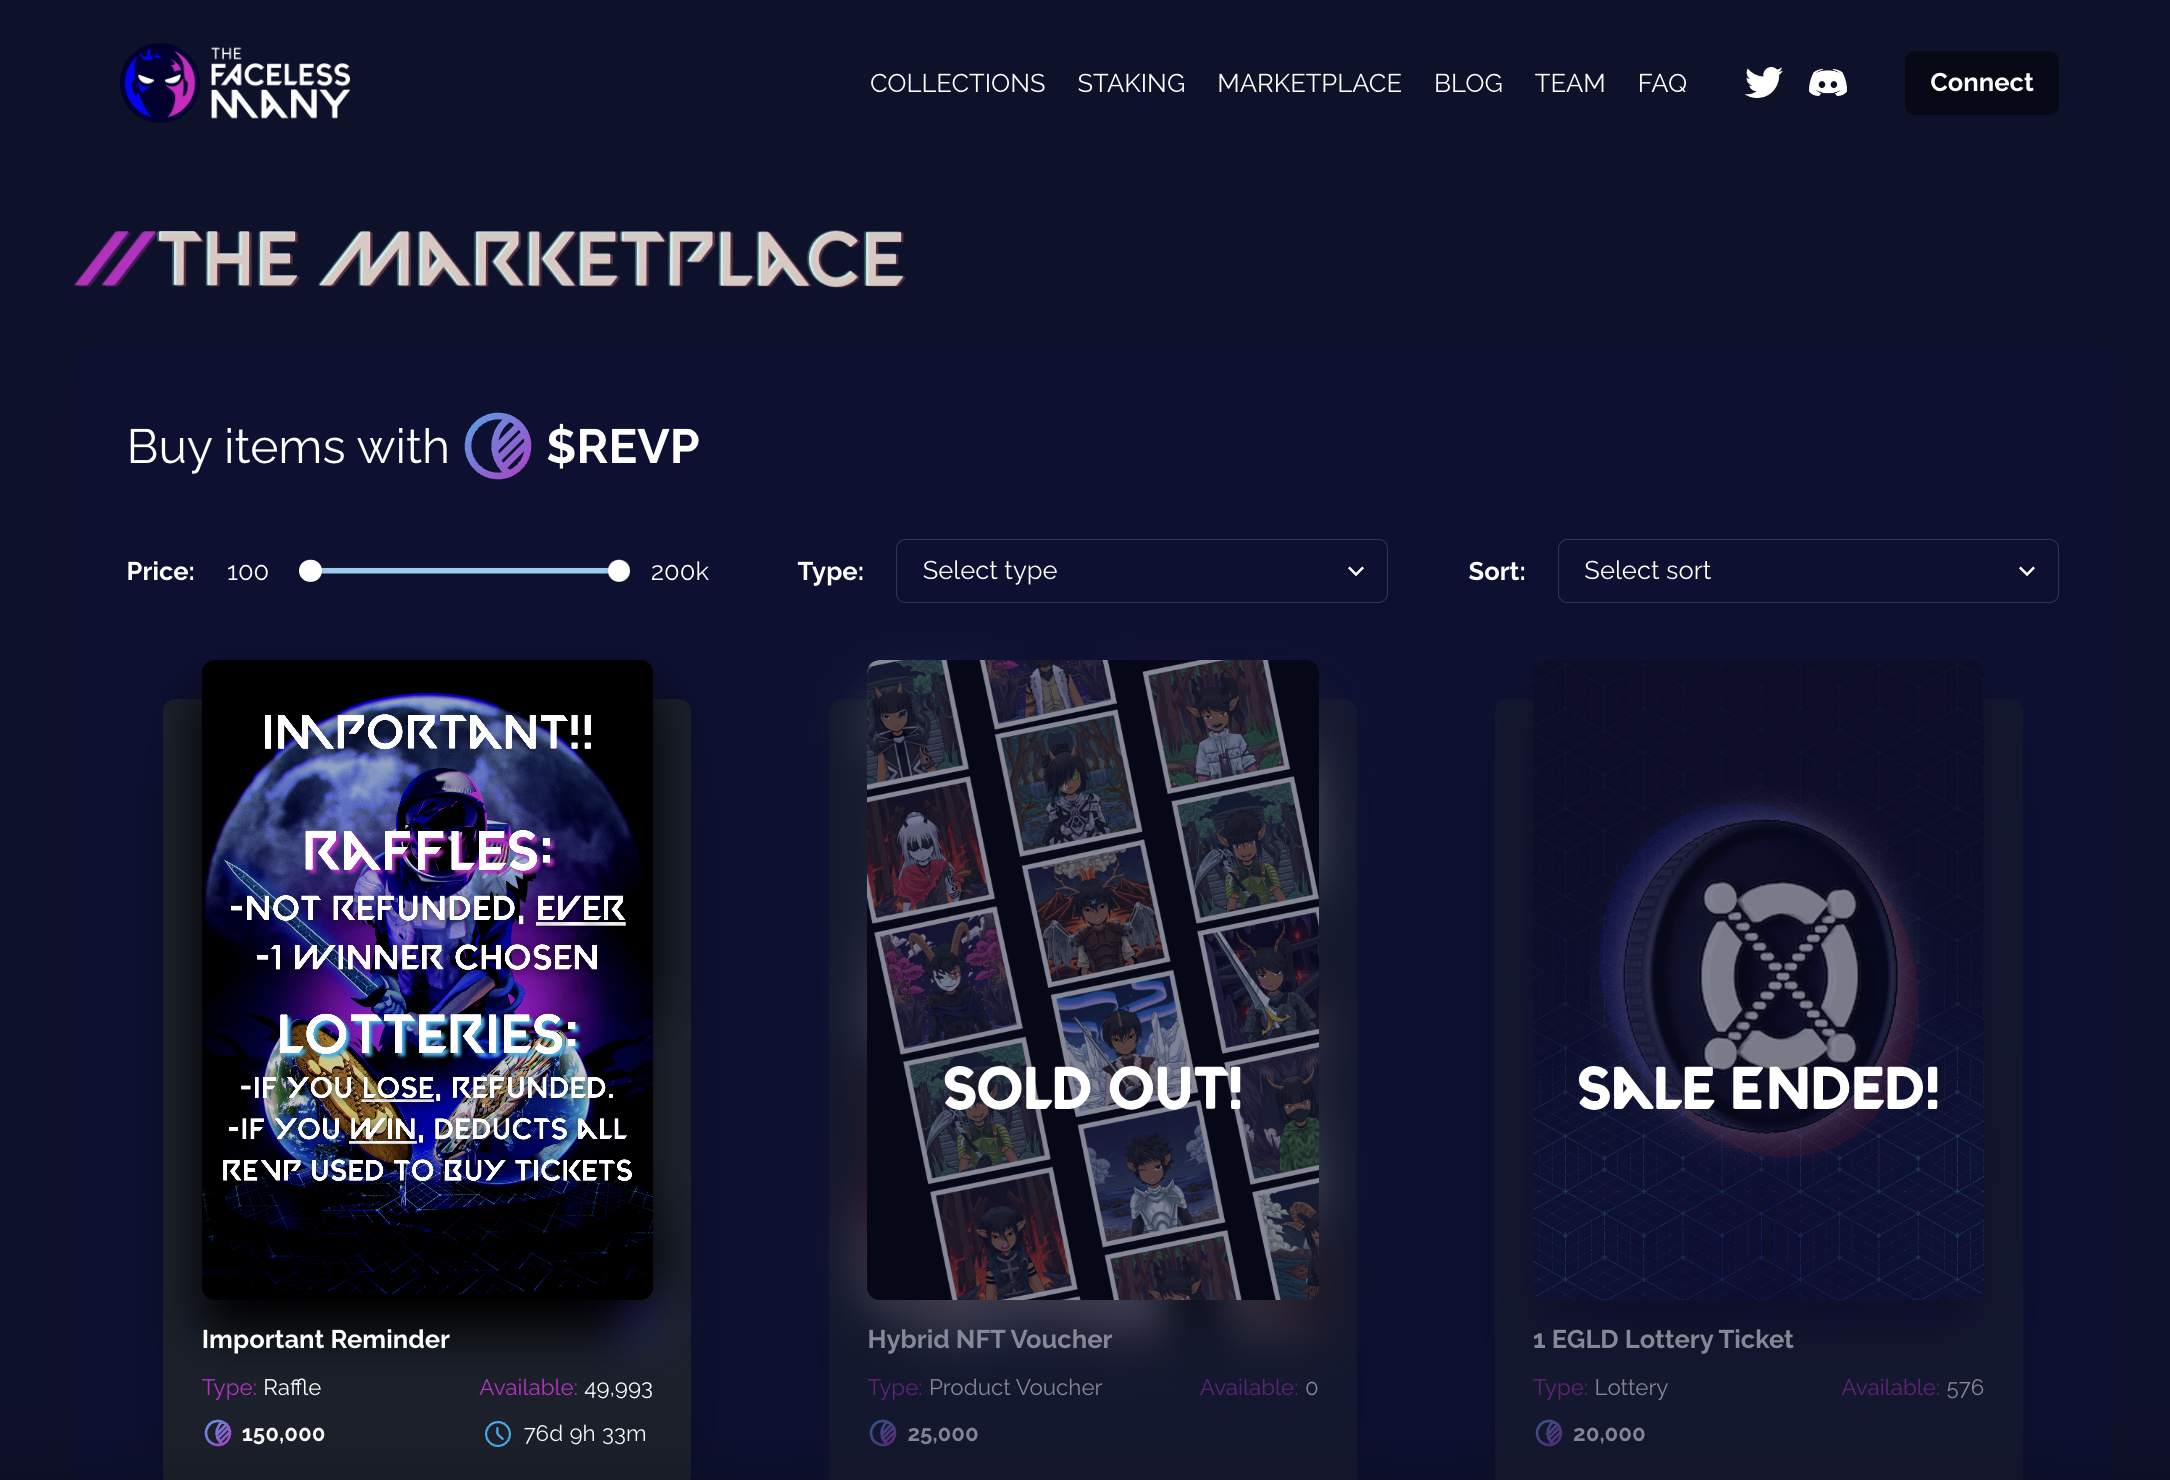 THE
FACELESS
MANY
COLLECTIONS STAKING MARKETPLACE BLOG TEAM FAQ Connect
//THE MARKETPLACE
Buy items with $REVP
Price: 100 200k Type: Select type Sort: Select sort
IMPORTANT!!
RAFFLES:
-NOT REFUNDED, EVER
-1 WINNER CHOSEN
LOTTERIES:
-IF YOU LOSE, REFUNDED.
-IF YOU WIN, DEDUCTS ALL
REVP USED TO BUY TICKETS
Important Reminder
Type: Raffle Available: 49,993
150,000 76d 9h 33m
SOLD OUT!
Hybrid NFT Voucher
Type: Product Voucher Available: 0
25,000
SALE ENDED!
1 EGLD Lottery Ticket
Type: Lottery Available: 576
20,000